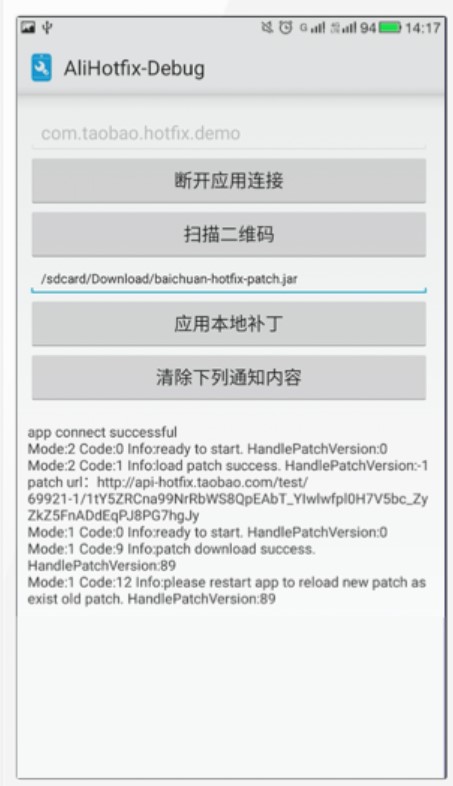 94 14:17
AliHotfix-Debug
com.taobao.hotfix.demo
断开应用连接
扫描二维码
/sdcard/Download/baichuan-hotfix-patch.jar
应用本地补丁
清除下列通知内容
app connect successful
Mode:2 Code:0 Info:ready to start. HandlePatchVersion:0
Mode:2 Code:1 Info:load patch success. HandlePatchVersion:-1
patch url：http://api-hotfix.taobao.com/test/
69921-1/1tY5ZRCna99NrRbWS8QpEAbT_YIwlwfpl0H7V5bc_Zy
ZkZ5FnADdEqPJ8PG7hgJy
Mode:1 Code:0 Info:ready to start. HandlePatchVersion:0
Mode:1 Code:9 Info:patch download success.
HandlePatchVersion:89
Mode:1 Code:12 Info:please restart app to reload new patch as
exist old patch. HandlePatchVersion:89